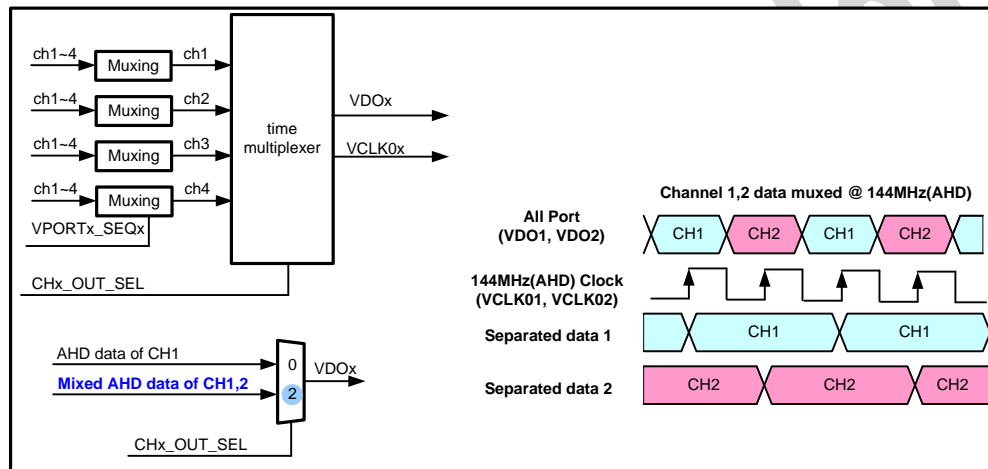 ch1~4
Muxing
ch1
ch1~4
Muxing
ch2
ch1~4
Muxing
ch3
ch1~4
Muxing
ch4
VPORTx_SEQx
time
multiplexer
VDOx
VCLK0x
CHx_OUT_SEL
AHD data of CH1
Mixed AHD data of CH1,2
0
2
VDOx
CHx_OUT_SEL
Channel 1,2 data muxed @ 144MHz(AHD)
All Port
(VDO1, VDO2)
CH1 CH2 CH1 CH2
144MHz(AHD) Clock
(VCLK01, VCLK02)
Separated data 1
CH1 CH1
Separated data 2
CH2 CH2 CH2